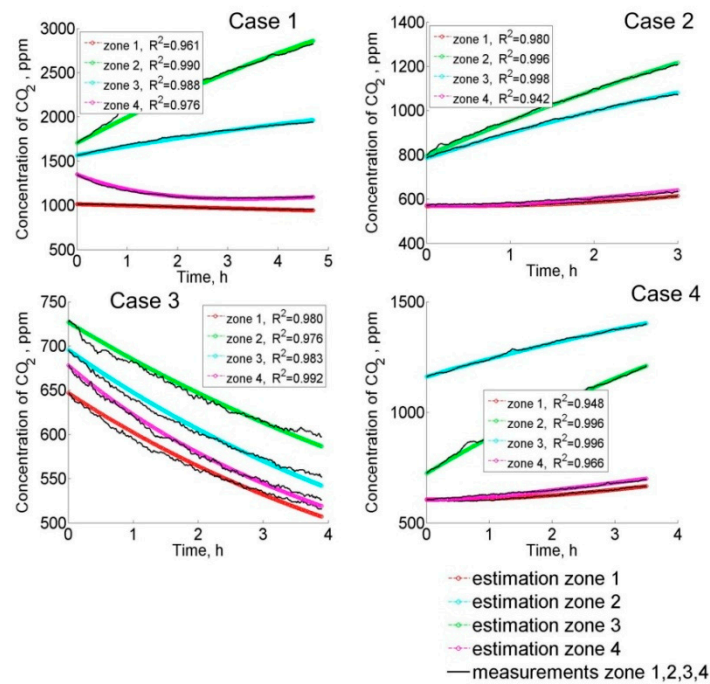 Case 1
Concentration of CO2 , ppm
3000
2500
2000
1500
1000
500
zone 1, R2=0.961
zone 2, R2=0.990
zone 3, R2=0.988
zone 4, R2=0.976
0 1 2 3 4 5
Time, h
Case 2
Concentration of CO2 , ppm
1400
1200
1000
800
600
400
zone 1, R2=0.980
zone 2, R2=0.996
zone 3, R2=0.998
zone 4, R2=0.942
0 1 2 3
Time, h
Case 3
Concentration of CO2 , ppm
750
700
650
600
550
500
zone 1, R2=0.980
zone 2, R2=0.976
zone 3, R2=0.983
zone 4, R2=0.992
0 1 2 3 4
Time, h
Case 4
Concentration of CO2 , ppm
1500
1000
500
zone 1, R2=0.948
zone 2, R2=0.996
zone 3, R2=0.996
zone 4, R2=0.966
0 1 2 3 4
Time, h
estimation zone 1
estimation zone 2
estimation zone 3
estimation zone 4
measurements zone 1,2,3,4